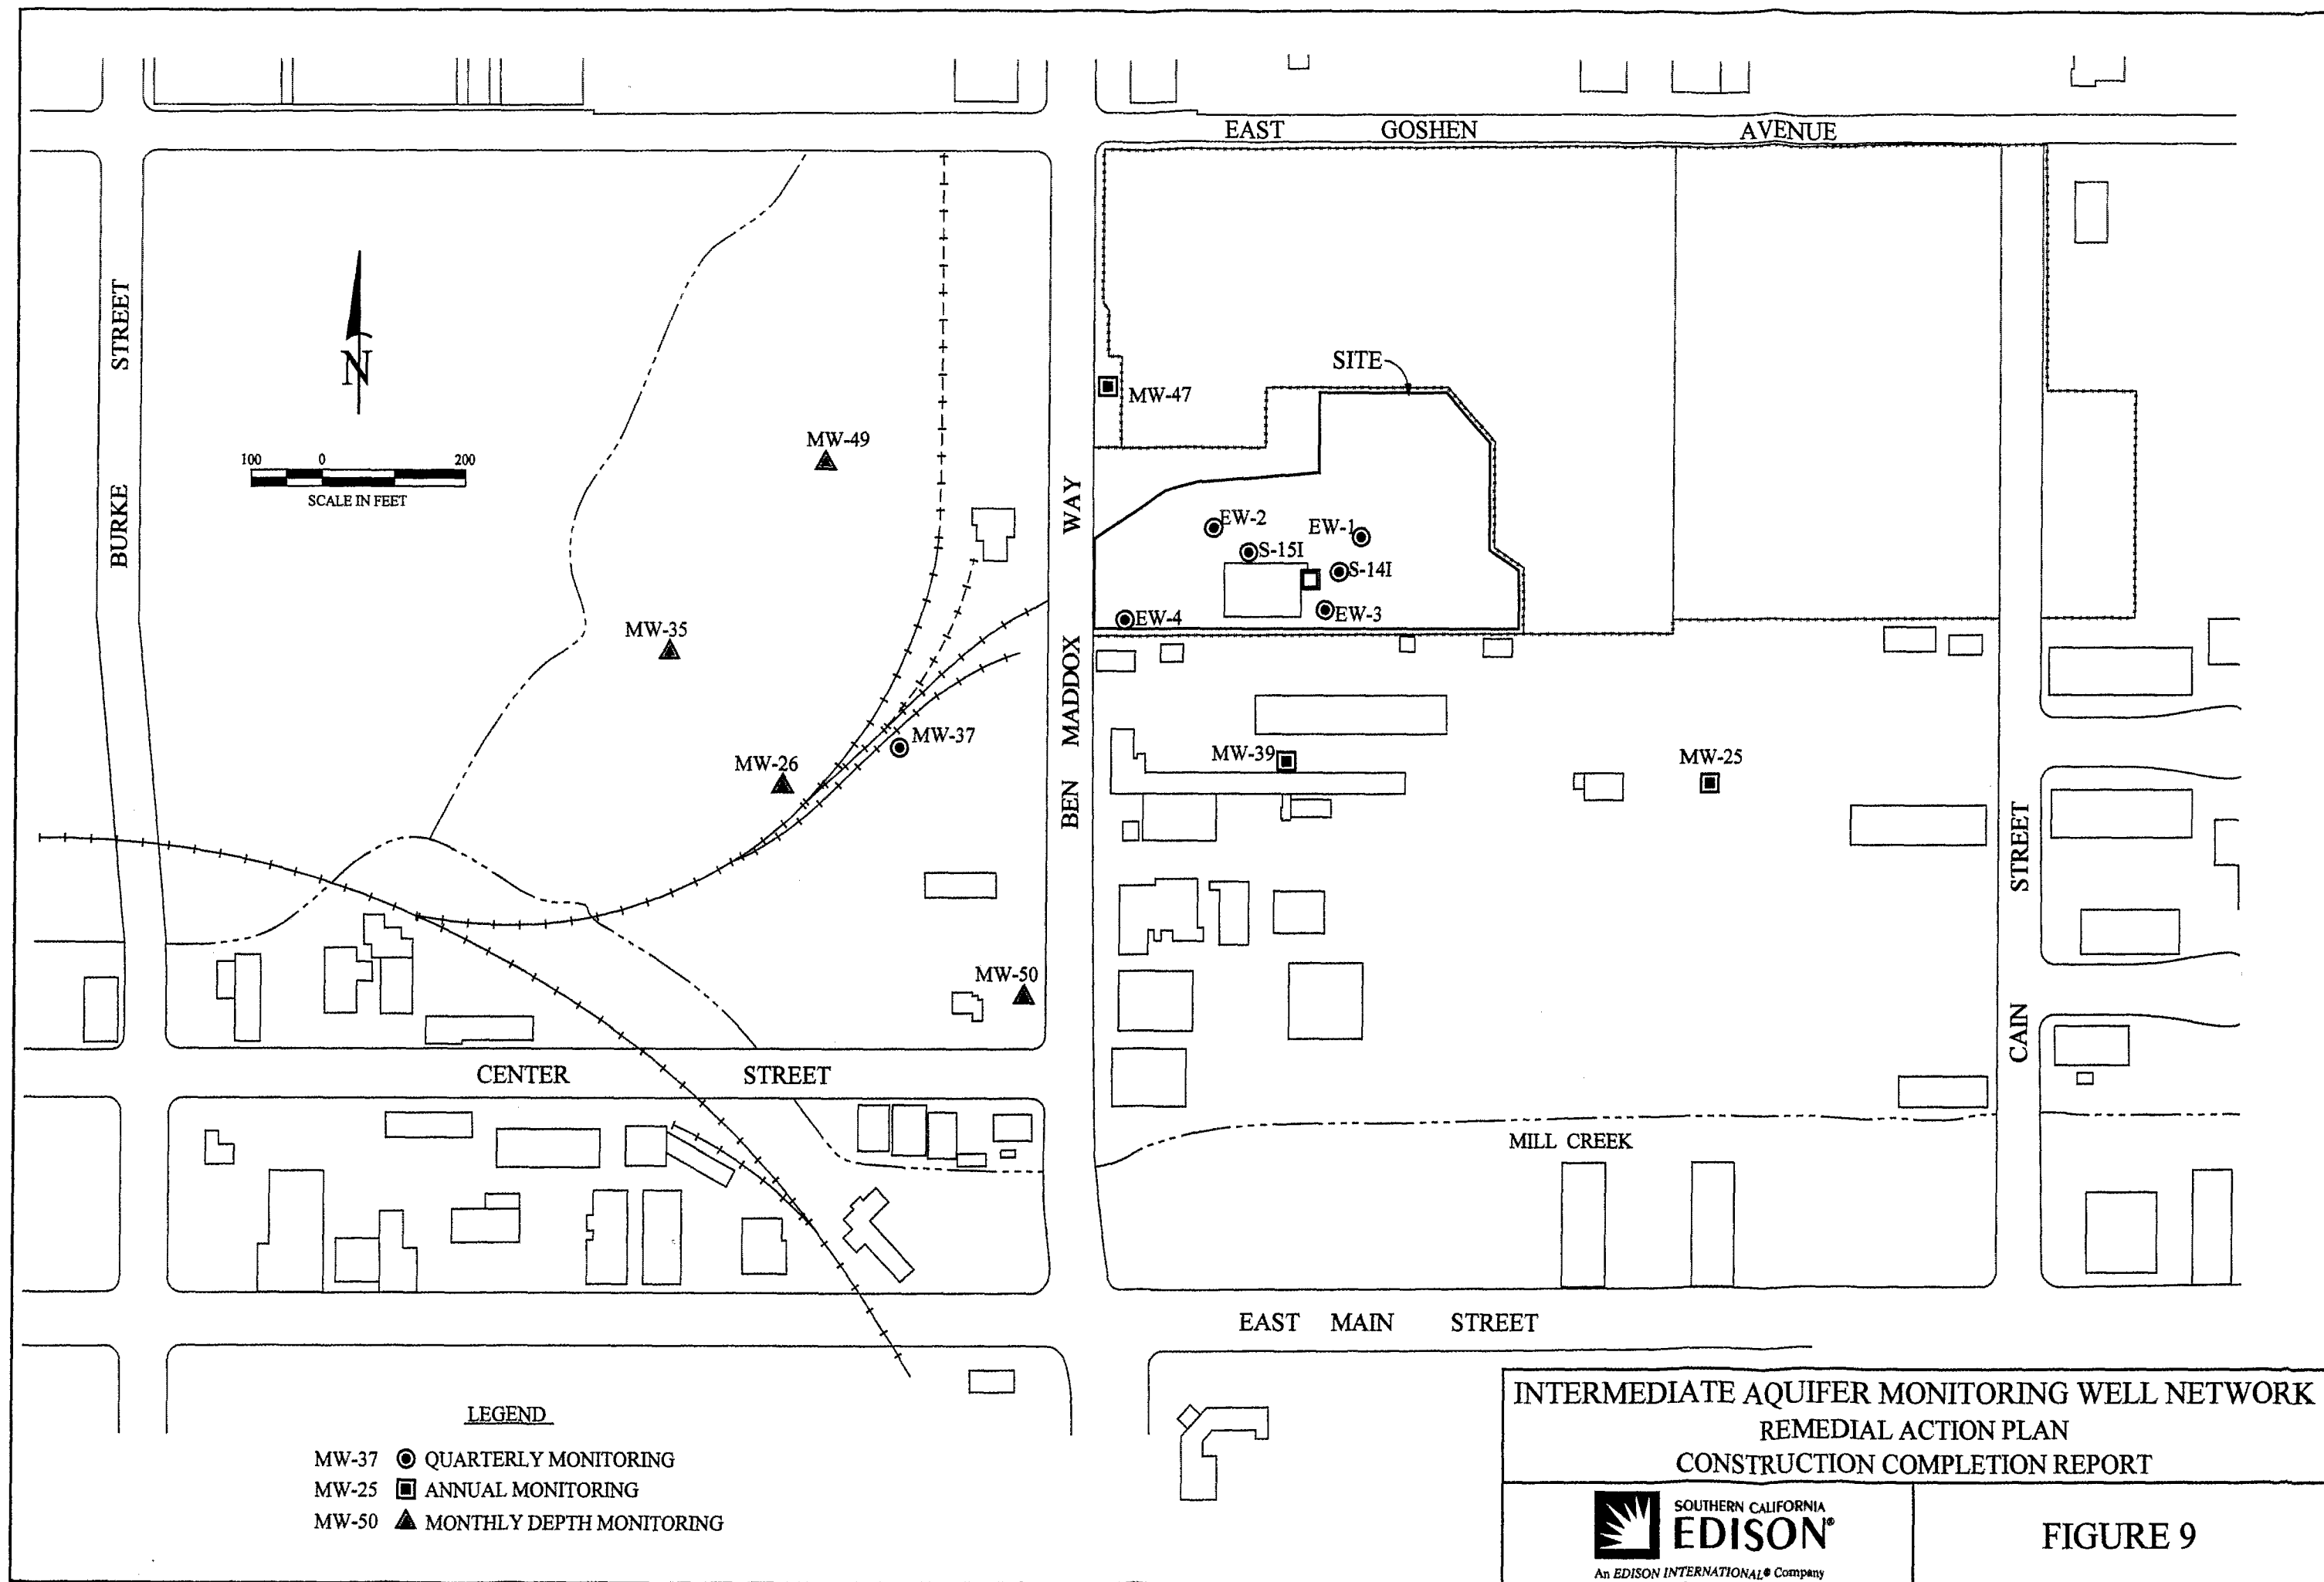 EAST GOSHEN AVENUE
BURKE STREET
N
100 0 200
SCALE IN FEET
SITE
MW-47
MW-49
BEN MADDOX WAY
EW-2
EW-1
S-15I
S-14I
EW-3
EW-4
MW-35
MW-37
MW-26
MW-39
MW-25
CAIN STREET
MW-50
CENTER STREET
MILL CREEK
EAST MAIN STREET
LEGEND
MW-37 QUARTERLY MONITORING
MW-25 ANNUAL MONITORING
MW-50 MONTHLY DEPTH MONITORING
INTERMEDIATE AQUIFER MONITORING WELL NETWORK
REMEDIAL ACTION PLAN
CONSTRUCTION COMPLETION REPORT
SOUTHERN CALIFORNIA
EDISON®
An EDISON INTERNATIONAL® Company
FIGURE 9